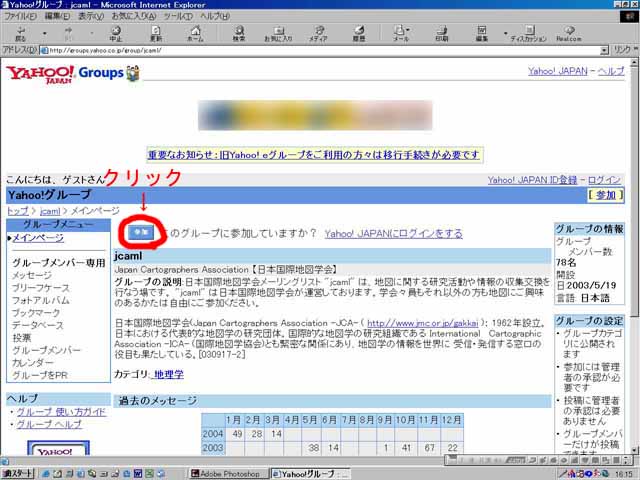 Yahoo!グループ : jcaml - Microsoft Internet Explorer
ファイル(F) 編集(E) 表示(V) お気に入り(A) ツール(T) ヘルプ(H)
戻る 中止 更新 ホーム 検索 お気に入り メディア 履歴 メール 印刷 編集 ディスカッション Realcom
アドレス(D) http://groups.yahoo.co.jp/group/jcaml/ リンク »
YAHOO! JAPAN Groups
Yahoo! JAPAN - ヘルプ
重要なお知らせ : 旧Yahoo! eグループをご利用の方々は移行手続きが必要です
こんにちは、ゲストさん
クリック
↓
Yahoo! JAPAN ID登録 - ログイン
Yahoo!グループ
[ 参加 ]
トップ > jcaml > メインページ
グループメニュー
メインページ
グループメンバー専用
メッセージ
ブリーフケース
フォトアルバム
ブックマーク
データベース
投票
グループメンバー
カレンダー
グループをPR
ヘルプ
・グループ 使い方ガイド
・グループ ヘルプ
参加 のグループに参加していますか? Yahoo! JAPANにログインをする
jcaml
Japan Cartographers Association 【日本国際地図学会】
グループの説明:日本国際地図学会メーリングリスト "jcaml" は、地図に関する研究活動や情報の収集交換を
行なう場です。 "jcaml" は日本国際地図学会が運営しております。学会々員もそれ以外の方も地図にご興味
のあるかたは自由にご参加ください。
日本国際地図学会(Japan Cartographers Association -JCA- ( http://www.jmc.or.jp/gakkai ); 1962年設立。
日本における代表的な地図学の研究団体。国際的な地図学の研究組織である International Cartographic
Association -ICA- (国際地図学協会)とも緊密な関係にあり、地図学の情報を世界に 受信・発信する窓口の
役目も果たしている。[030917-2]
カテゴリ: 地理学
過去のメッセージ
1月 2月 3月 4月 5月 6月 7月 8月 9月 10月 11月 12月
2004 49 28 14
2003 38 14 1 41 67 22
グループの情報
グループ
メンバー数:
78名
開設
日:2003/5/19
言語: 日本語
グループの設定
・グループカテゴ
リに公開されま
す
・参加には管理
者の承認が必要
です
・投稿に管理者
の承認は必要
ありません
・グループメンバ
ーだけが投稿
できます
スタート
Adobe Photoshop
Yahoo!グループ : ...
16:15